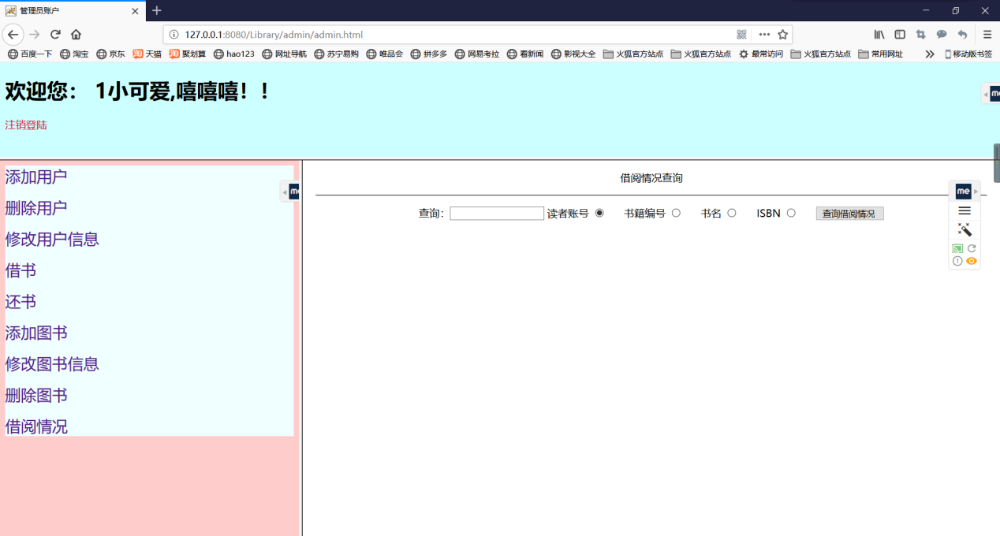 管理员账户
127.0.0.1:8080/Library/admin/admin.html
百度一下 淘宝 京东 天猫 聚划算 hao123 网址导航 苏宁易购 唯品会 拼多多 网易考拉 看新闻 影视大全 火狐官方站点 火狐官方站点 最常访问 火狐官方站点 常用网址 移动版书签
欢迎您： 1小可爱,嘻嘻嘻！！
注销登陆
添加用户
删除用户
修改用户信息
借书
还书
添加图书
修改图书信息
删除图书
借阅情况
借阅情况查询
查询: 读者账号 书籍编号 书名 ISBN 查询借阅情况
me